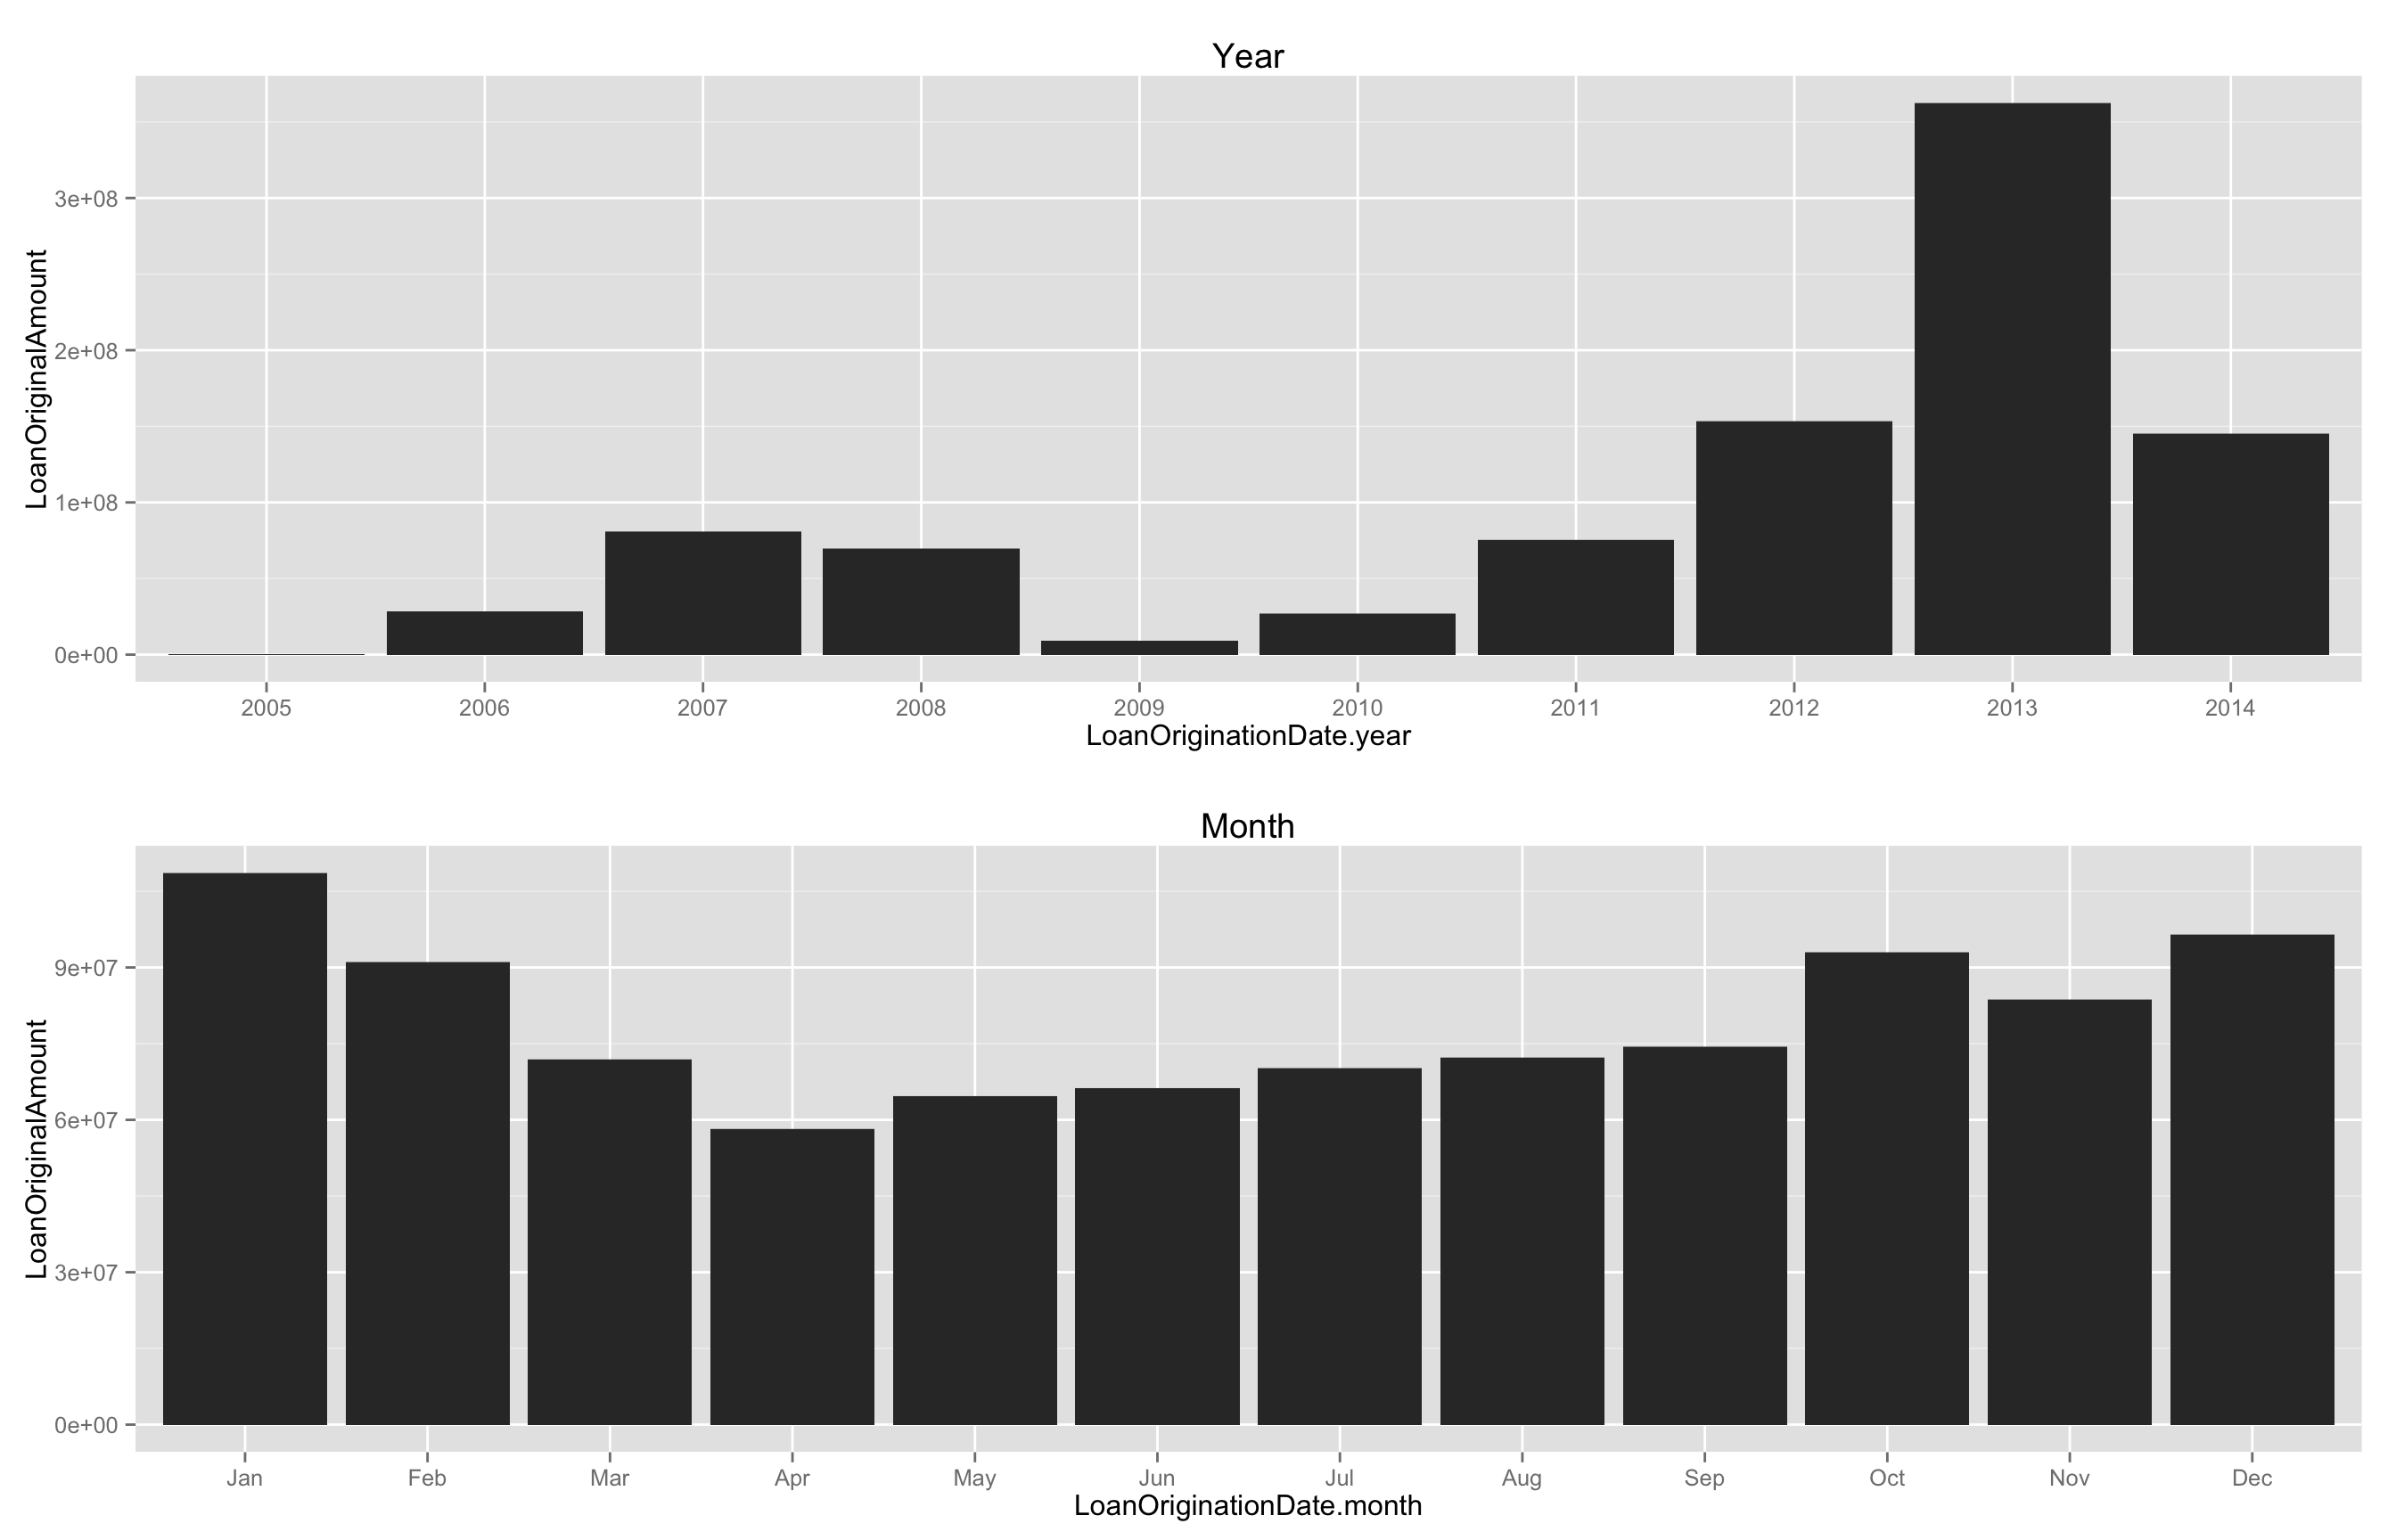 Year
LoanOriginalAmount
3e+08
2e+08
1e+08
0e+00
2005 2006 2007 2008 2009 2010 2011 2012 2013 2014
LoanOriginationDate.year
Month
LoanOriginalAmount
9e+07
6e+07
3e+07
0e+00
Jan Feb Mar Apr May Jun Jul Aug Sep Oct Nov Dec
LoanOriginationDate.month